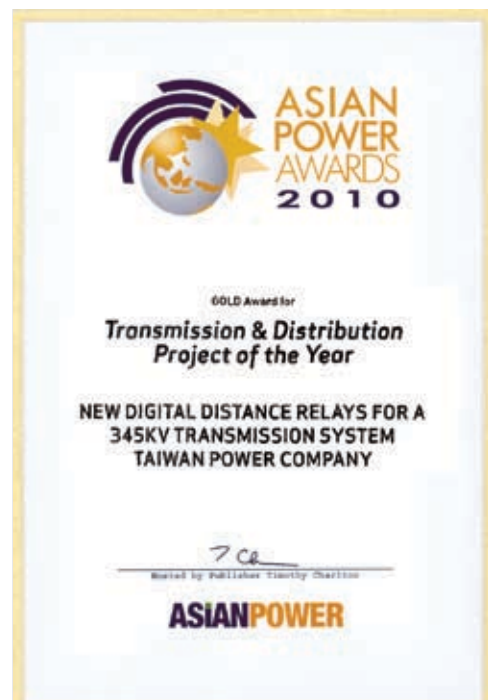 ASIAN
POWER
AWARDS
2010
GOLD Award for
Transmission & Distribution
Project of the Year
NEW DIGITAL DISTANCE RELAYS FOR A
345KV TRANSMISSION SYSTEM
TAIWAN POWER COMPANY
Hosted by Publisher Timothy Charlton
ASIANPOWER